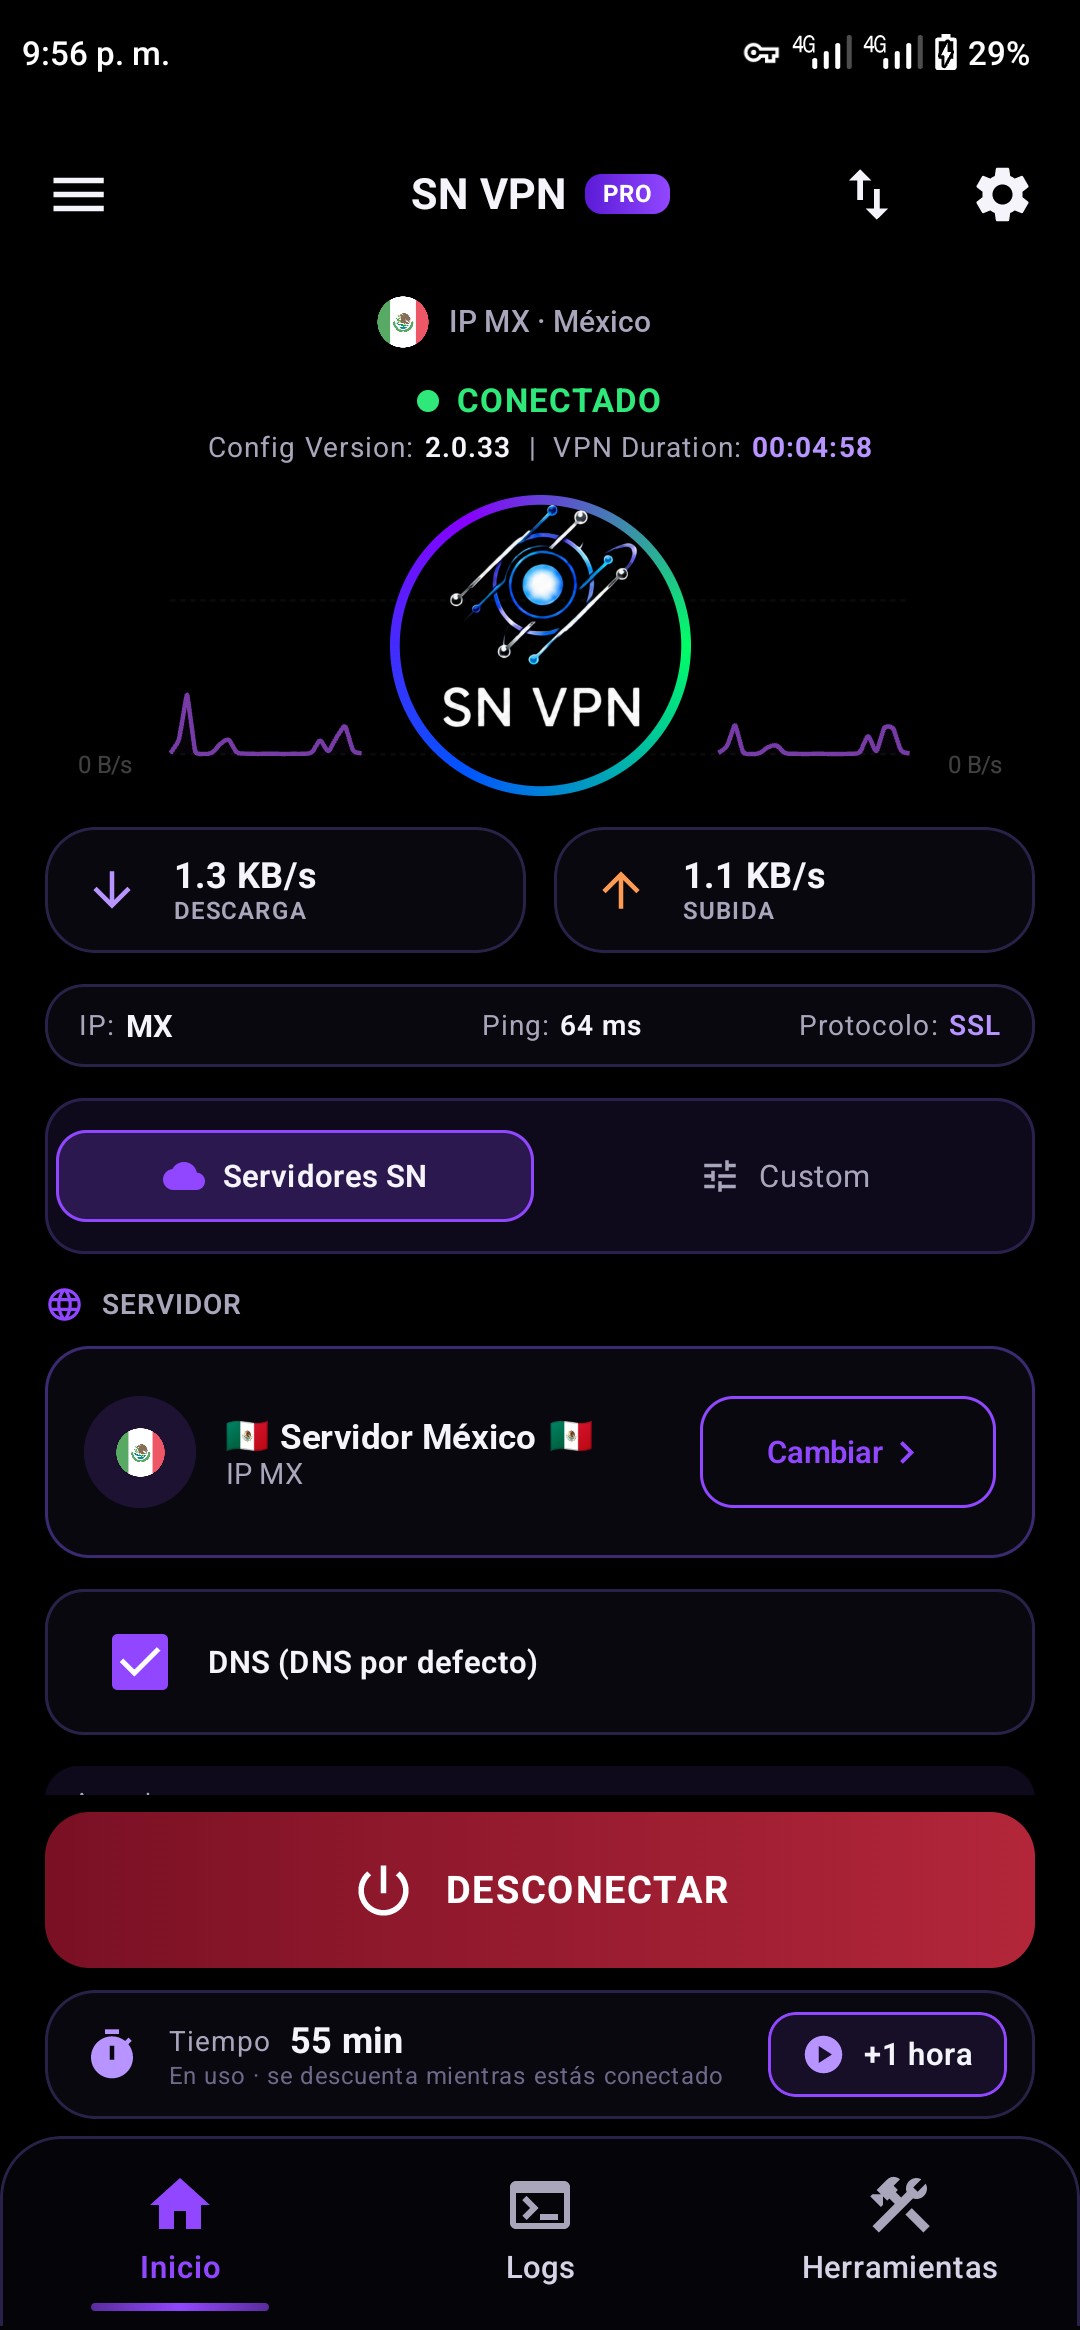 9:56 p. m.
4G 4G 29%
SN VPN PRO
IP MX · México
CONECTADO
Config Version: 2.0.33 | VPN Duration: 00:04:58
SN VPN
0 B/s 0 B/s
1.3 KB/s
DESCARGA
1.1 KB/s
SUBIDA
IP: MX Ping: 64 ms Protocolo: SSL
Servidores SN Custom
SERVIDOR
🇲🇽 Servidor México 🇲🇽
IP MX
Cambiar
DNS (DNS por defecto)
DESCONECTAR
Tiempo 55 min
En uso · se descuenta mientras estás conectado
+1 hora
Inicio Logs Herramientas